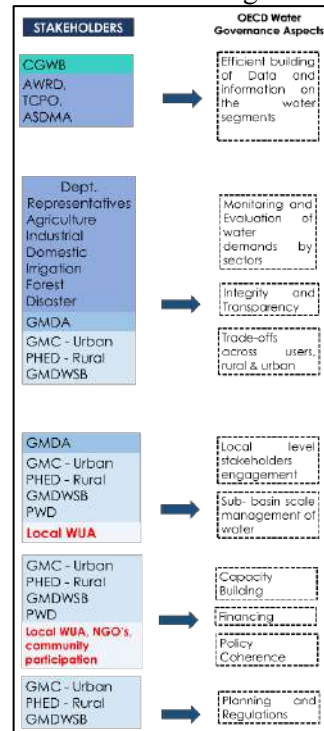 STAKEHOLDERS
OECD Water
Governance Aspects
CGWB
AWRD,
TCPO,
ASDMA
Efficient building
of Data and
information on
the water
segments
Dept.
Representatives
Agriculture
Industrial
Domestic
Irrigation
Forest
Disaster
GMDA
GMC - Urban
PHED - Rural
GMDWSB
Monitoring and
Evaluation of
water
demands by
sectors
Integrity and
Transparency
Trade-offs
across users,
rural & urban
GMDA
GMC - Urban
PHED - Rural
GMDWSB
PWD
Local WUA
Local level
stakeholders
engagement
Sub- basin scale
management of
water
GMC - Urban
PHED - Rural
GMDWSB
PWD
Local WUA, NGO's,
community
participation
Capacity
Building
Financing
Policy
Coherence
GMC - Urban
PHED - Rural
GMDWSB
Planning and
Regulations